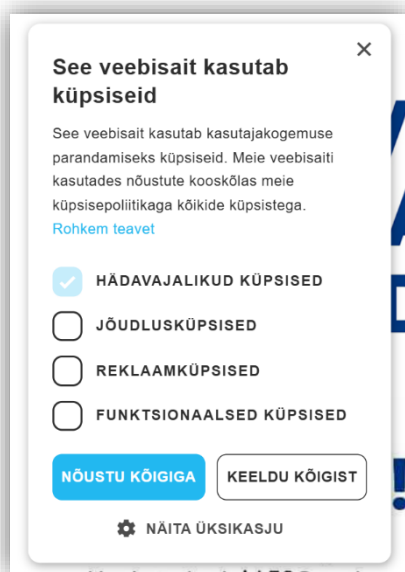 See veebisait kasutab
küpsiseid
See veebisait kasutab kasutajakogemuse
parandamiseks küpsiseid. Meie veebisaiti
kasutades nõustute kooskõlas meie
küpsisepoliitikaga kõikide küpsistega.
Rohkem teavet
HÄDAVAJALIKUD KÜPSISED
JÕUDLUSKÜPSISED
REKLAAMKÜPSISED
FUNKTSIONAALSED KÜPSISED
NÕUSTU KÕIGIGA
KEELDU KÕIGIST
NÄITA ÜKSIKASJU